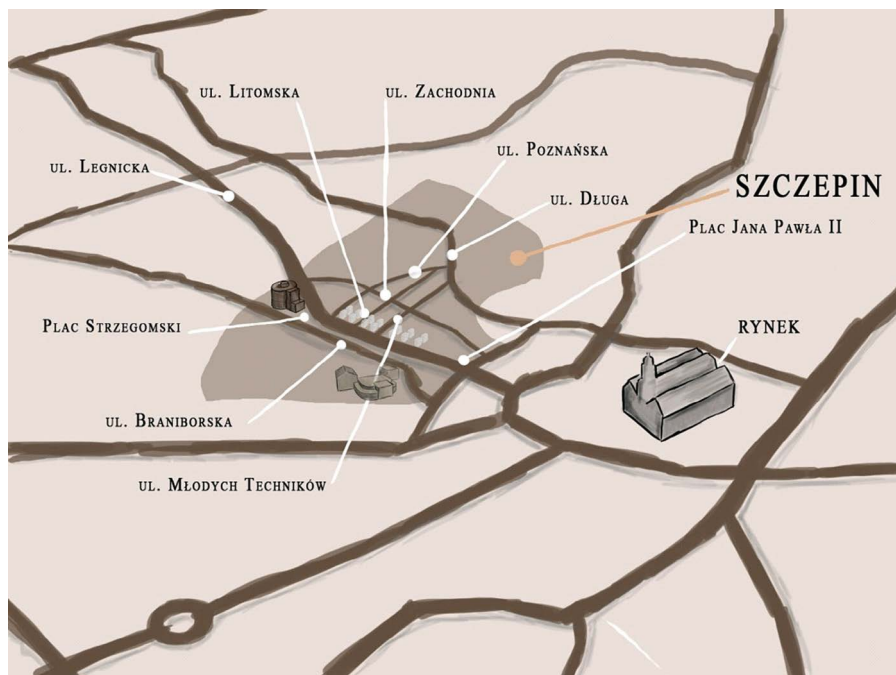 ul. Litomska
ul. Zachodnia
ul. Poznańska
ul. Legnicka
SZCZEPIN
ul. Długa
Plac Jana Pawła II
Plac Strzegomski
RYNEK
ul. Braniborska
ul. Młodych Techników